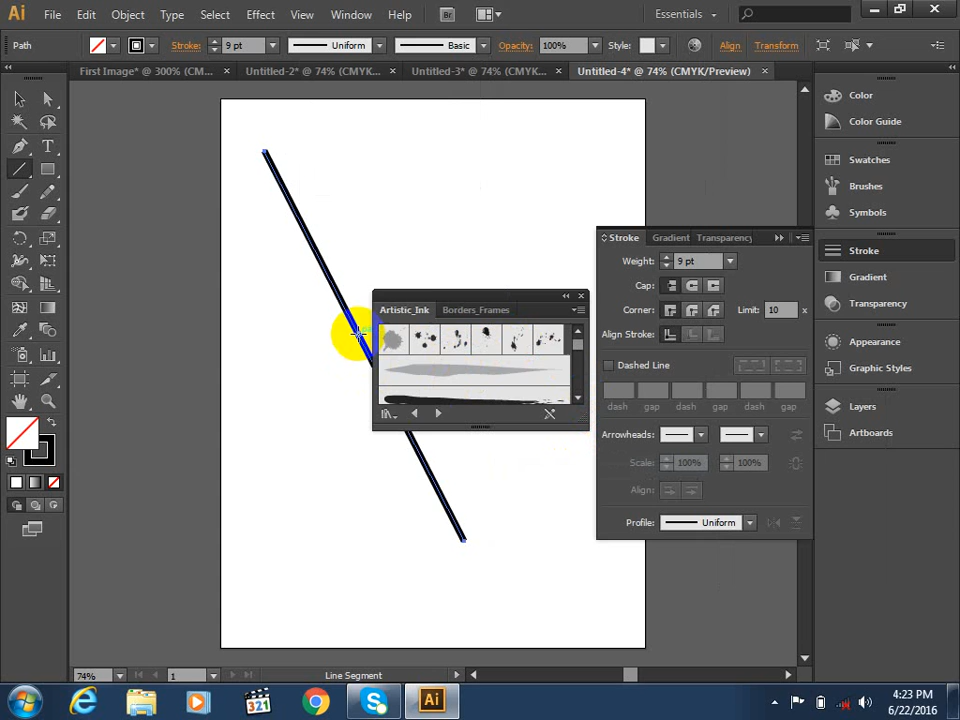 Ai File Edit Object Type Select Effect View Window Help Br Essentials
Path Stroke: 9 pt Uniform Basic Opacity: 100% Style: Align Transform
First Image* @ 300% (CM... × Untitled-2* @ 74% (CMYK... × Untitled-3* @ 74% (CMYK... × Untitled-4* @ 74% (CMYK/Preview) ×
Color
Color Guide
Swatches
Brushes
Symbols
Stroke
Gradient
Transparency
Appearance
Graphic Styles
Layers
Artboards
Stroke Gradient Transparency
Weight: 9 pt
Cap:
Corner: Limit: 10 x
Align Stroke:
Dashed Line
dash gap dash gap dash gap
Arrowheads:
Scale: 100% 100%
Align:
Profile: Uniform
Artistic_Ink Borders_Frames
74% 1 Line Segment
321 Ai 4:23 PM
6/22/2016